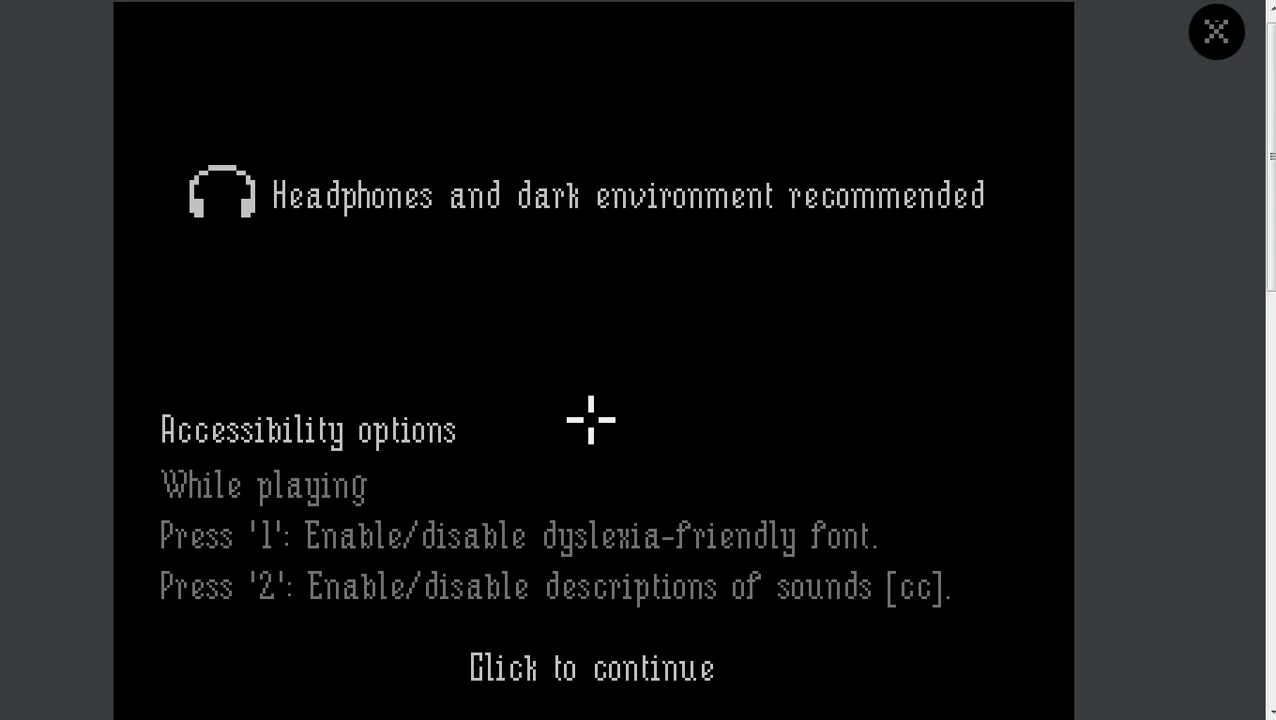 Headphones and dark environment recommended
Accessibility options
While playing
Press '1': Enable/disable dyslexia-friendly font.
Press '2': Enable/disable descriptions of sounds [cc].
Click to continue